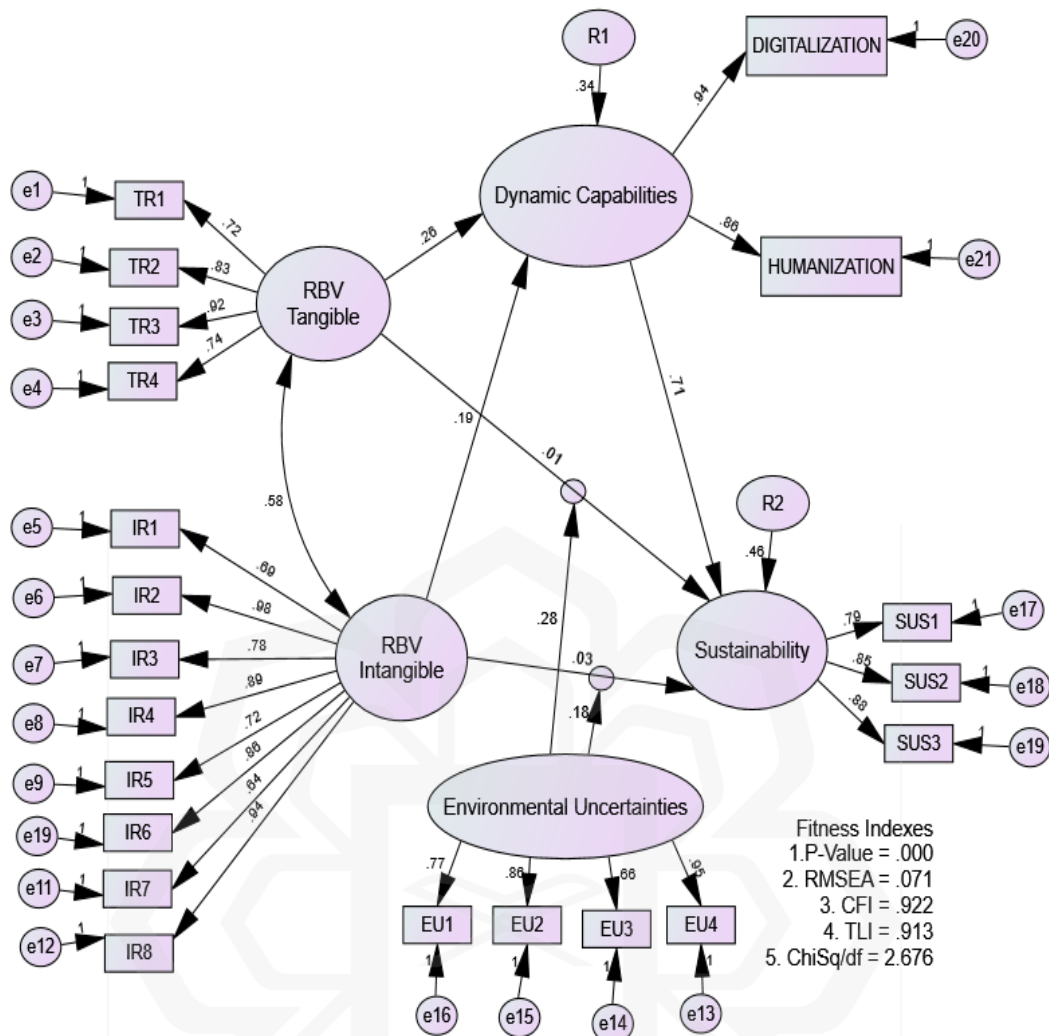 R1
DIGITALIZATION
1
e20
.34
.94
Dynamic Capabilities
.86
HUMANIZATION
1
e21
e1
1
TR1
.72
e2
1
TR2
.83
e3
1
TR3
.92
e4
1
TR4
.74
RBV
Tangible
.26
.19
.01
.71
.58
R2
.46
e5
1
IR1
.69
e6
1
IR2
.98
e7
1
IR3
.78
e8
1
IR4
.89
e9
1
IR5
.72
e19
1
IR6
.86
e11
1
IR7
.64
e12
1
IR8
.94
RBV
Intangible
.28
.03
.18
Sustainability
.79
SUS1
1
e17
.85
SUS2
1
e18
.88
SUS3
1
e19
Environmental Uncertainties
.77
.86
.66
.95
EU1
EU2
EU3
EU4
1
1
1
1
e16
e15
e14
e13
Fitness Indexes
1.P-Value = .000
2. RMSEA = .071
3. CFI = .922
4. TLI = .913
5. ChiSq/df = 2.676